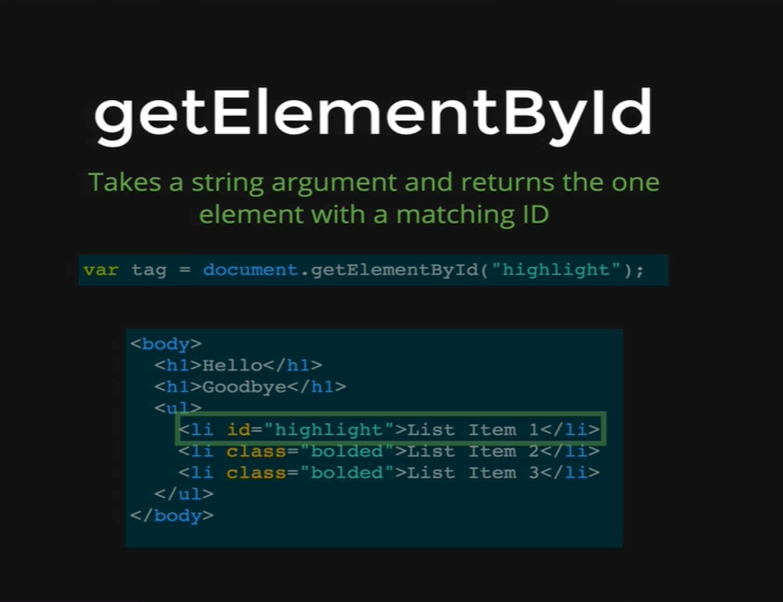 getElementById
Takes a string argument and returns the one
element with a matching ID
var tag = document.getElementById("highlight");
<body>
  <h1>Hello</h1>
  <h1>Goodbye</h1>
  <ul>
    <li id="highlight">List Item 1</li>
    <li class="bolded">List Item 2</li>
    <li class="bolded">List Item 3</li>
  </ul>
</body>